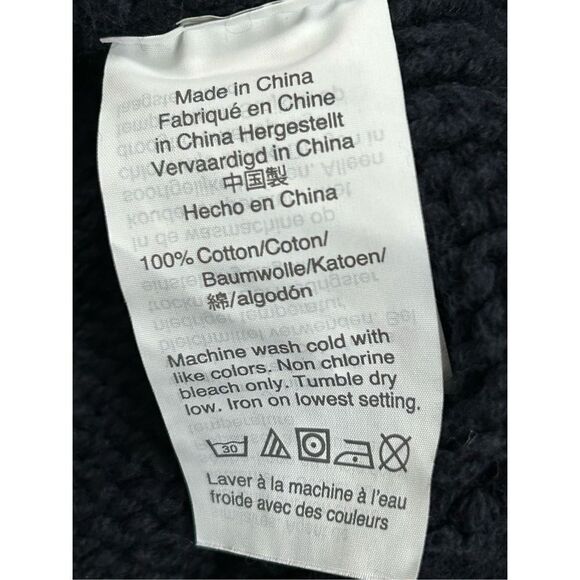 Made in China
Fabriqué en Chine
in China Hergestellt
Vervaardigd in China
中国製
Hecho en China
100% Cotton/Coton/
Baumwolle/Katoen/
綿/algodón
Machine wash cold with
like colors. Non chlorine
bleach only. Tumble dry
low. Iron on lowest setting.
30
Laver à la machine à l'eau
froide avec des couleurs